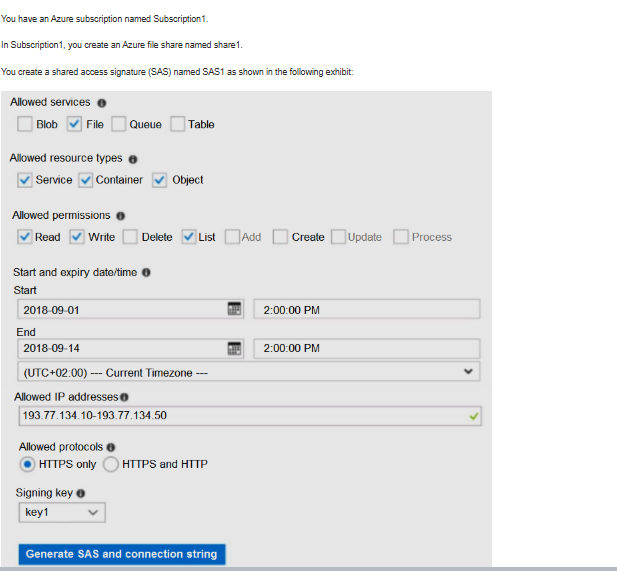 You have an Azure subscription named Subscription1.
In Subscription1, you create an Azure file share named share1.
You create a shared access signature (SAS) named SAS1 as shown in the following exhibit:
Allowed services
Blob File Queue Table
Allowed resource types
Service Container Object
Allowed permissions
Read Write Delete List Add Create Update Process
Start and expiry date/time
Start
2018-09-01 2:00:00 PM
End
2018-09-14 2:00:00 PM
(UTC+02:00) --- Current Timezone ---
Allowed IP addresses
193.77.134.10-193.77.134.50
Allowed protocols
HTTPS only HTTPS and HTTP
Signing key
key1
Generate SAS and connection string